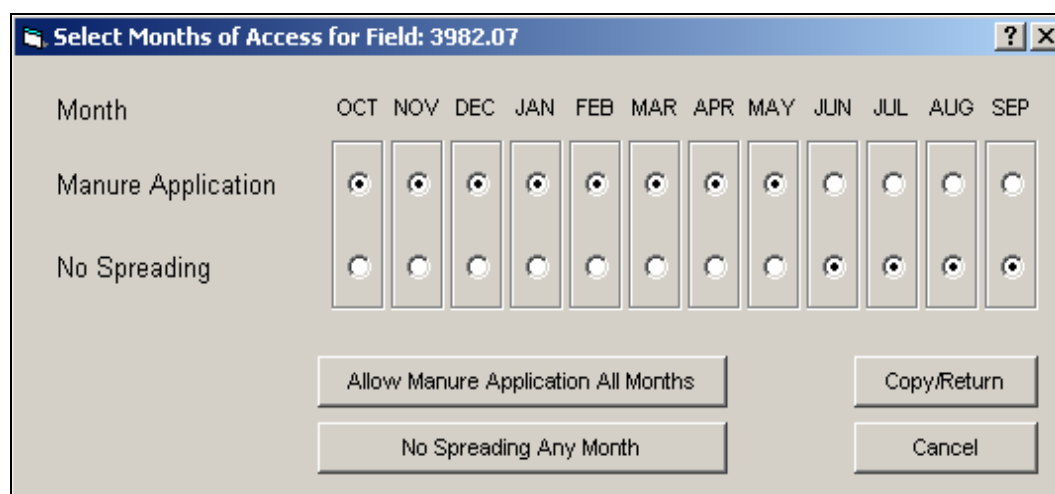 Select Months of Access for Field: 3982.07
Month OCT NOV DEC JAN FEB MAR APR MAY JUN JUL AUG SEP
Manure Application
No Spreading
Allow Manure Application All Months Copy/Return
No Spreading Any Month Cancel